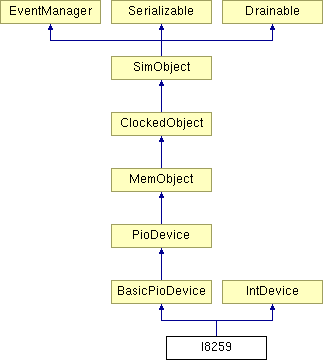 EventManager Serializable Drainable
SimObject
ClockedObject
MemObject
PioDevice
BasicPioDevice IntDevice
I8259